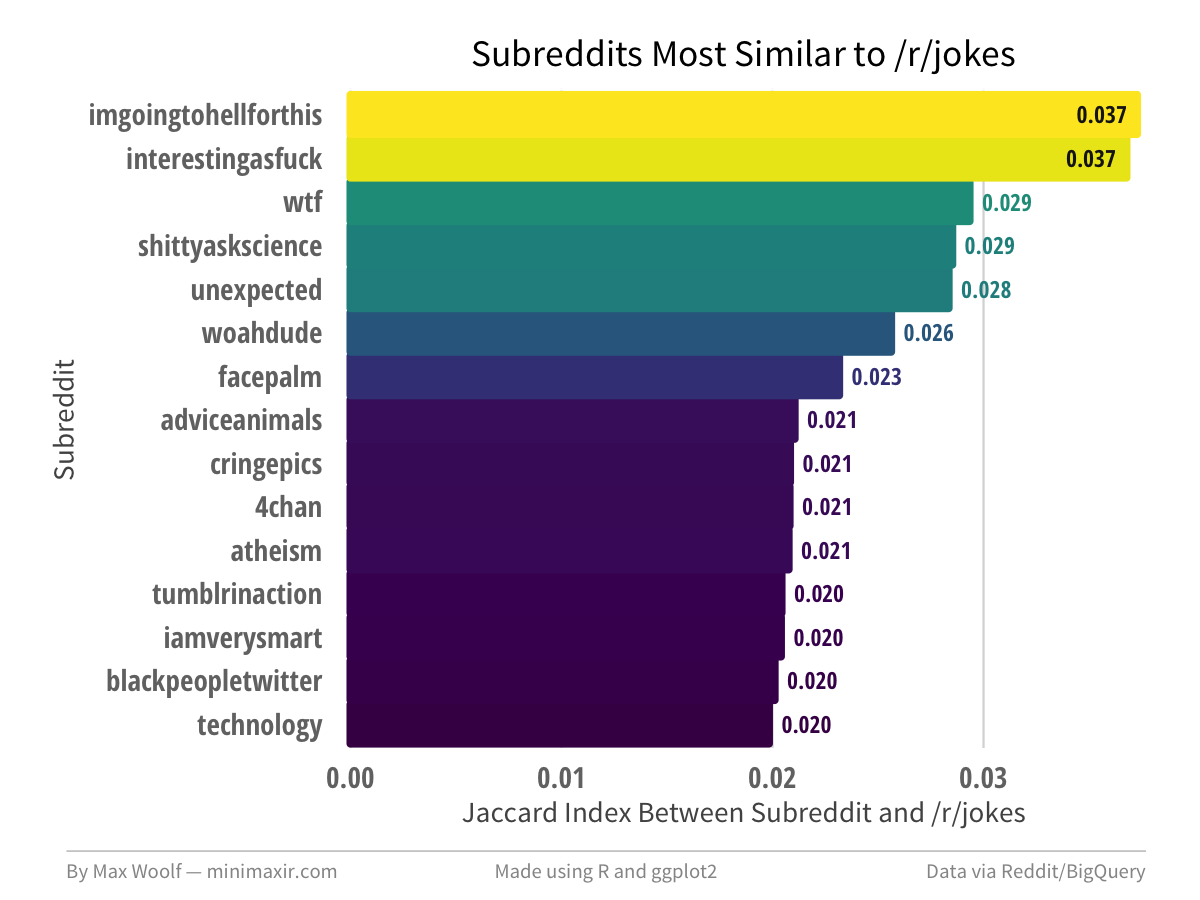 Subreddits Most Similar to /r/jokes
imgoingtohellforthis 0.037
interestingasfuck 0.037
wtf 0.029
shittyaskscience 0.029
unexpected 0.028
woahdude 0.026
facepalm 0.023
adviceanimals 0.021
cringepics 0.021
4chan 0.021
atheism 0.021
tumblrinaction 0.020
iamverysmart 0.020
blackpeopletwitter 0.020
technology 0.020
Subreddit
0.00 0.01 0.02 0.03
Jaccard Index Between Subreddit and /r/jokes
By Max Woolf — minimaxir.com Made using R and ggplot2 Data via Reddit/BigQuery